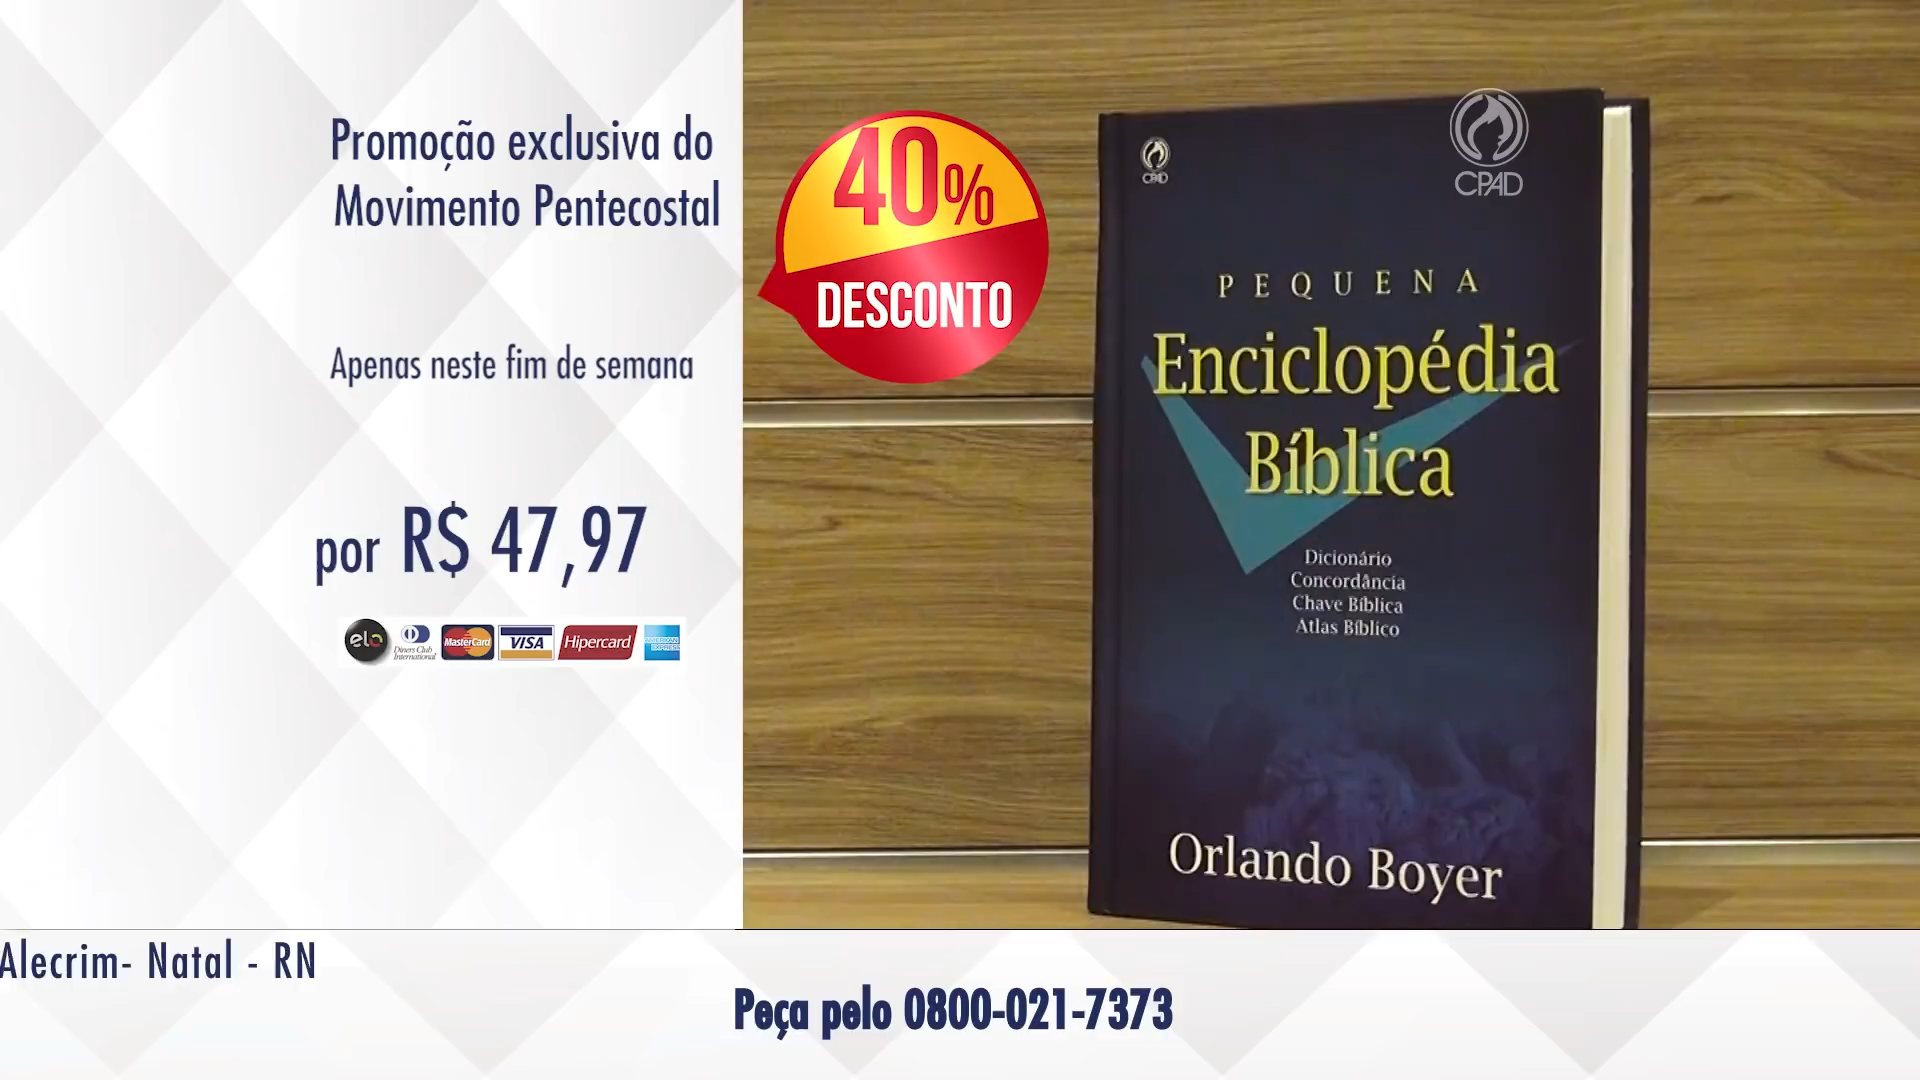 Promoção exclusiva do
Movimento Pentecostal
Apenas neste fim de semana
por R$ 47,97
elo
Diners Club
International
MasterCard
VISA
Hipercard
AMERICAN
EXPRESS
40%
DESCONTO
CPAD
CPAD
PEQUENA
Enciclopédia
Bíblica
Dicionário
Concordância
Chave Bíblica
Atlas Bíblico
Orlando Boyer
Alecrim- Natal - RN
Peça pelo 0800-021-7373